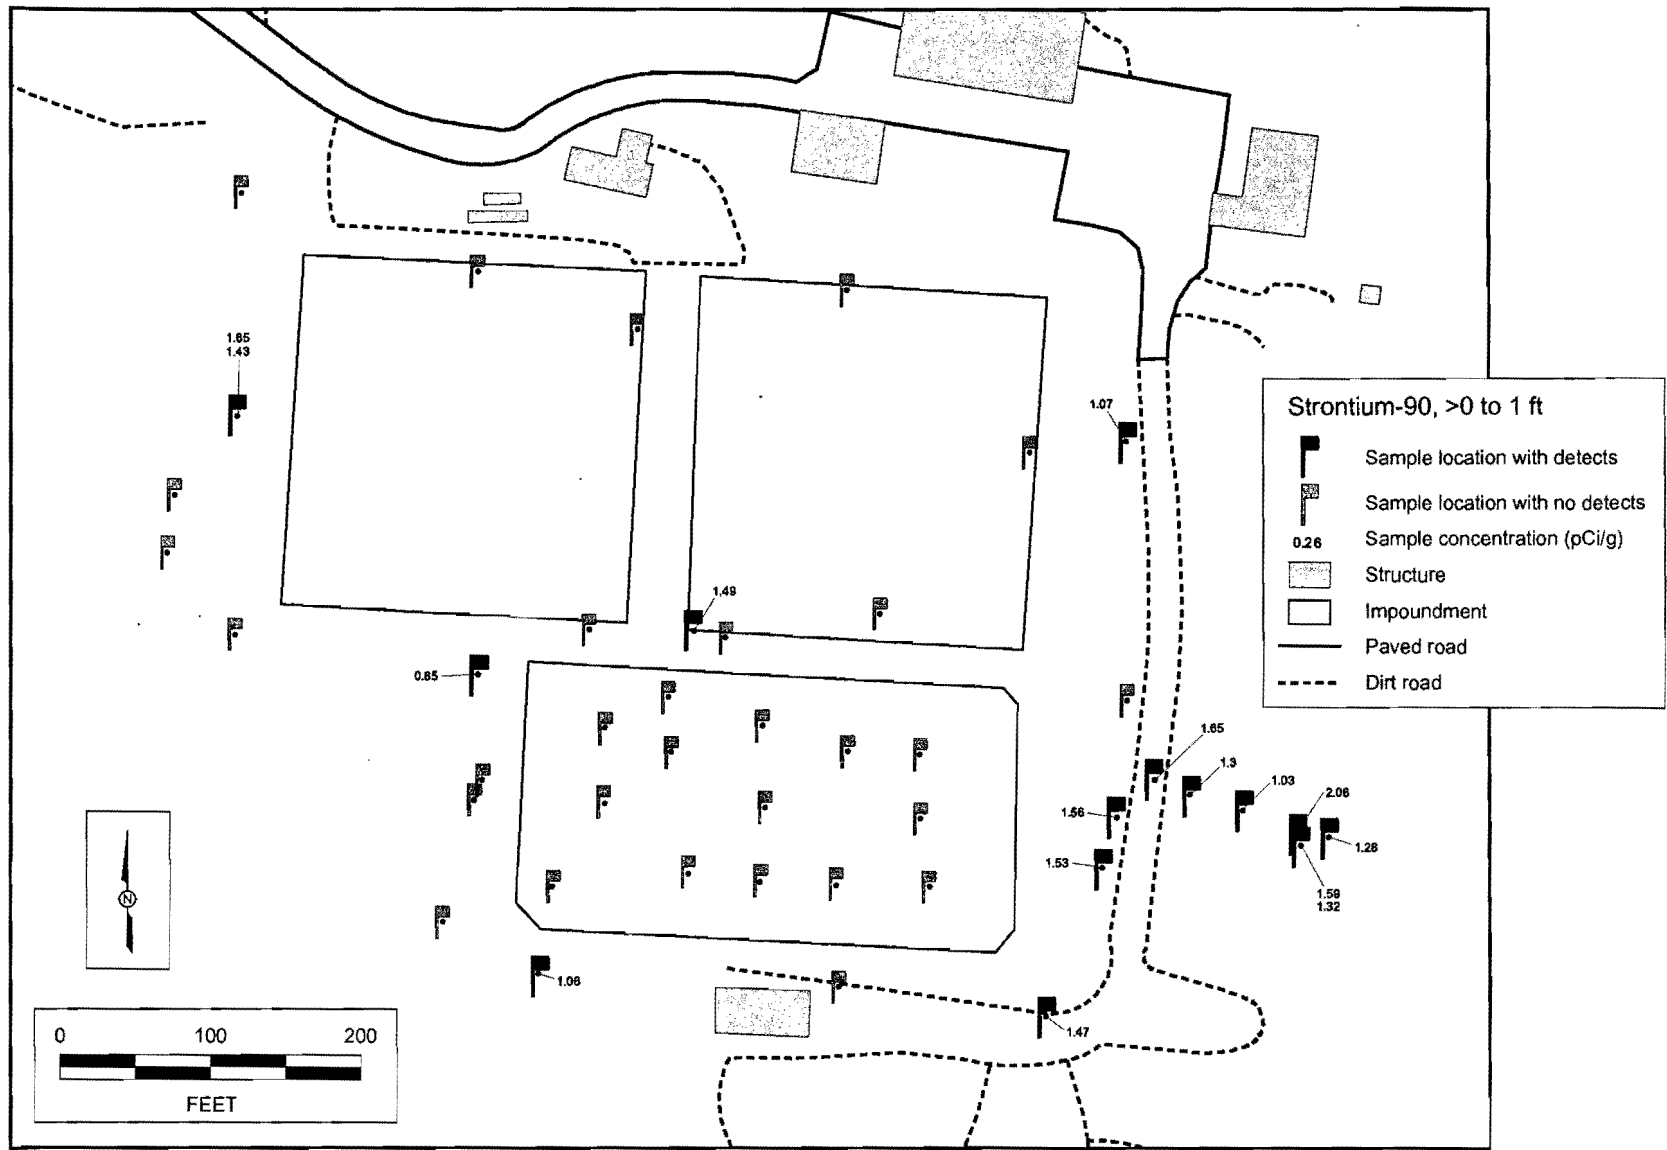 1.65
1.43
1.07
Strontium-90, >0 to 1 ft
Sample location with detects
Sample location with no detects
0.26
Sample concentration (pCi/g)
Structure
Impoundment
Paved road
Dirt road
1.49
0.85
1.65
1.3
1.03
2.06
1.56
1.28
1.53
1.59
1.32
N
1.06
1.47
0
100
200
FEET